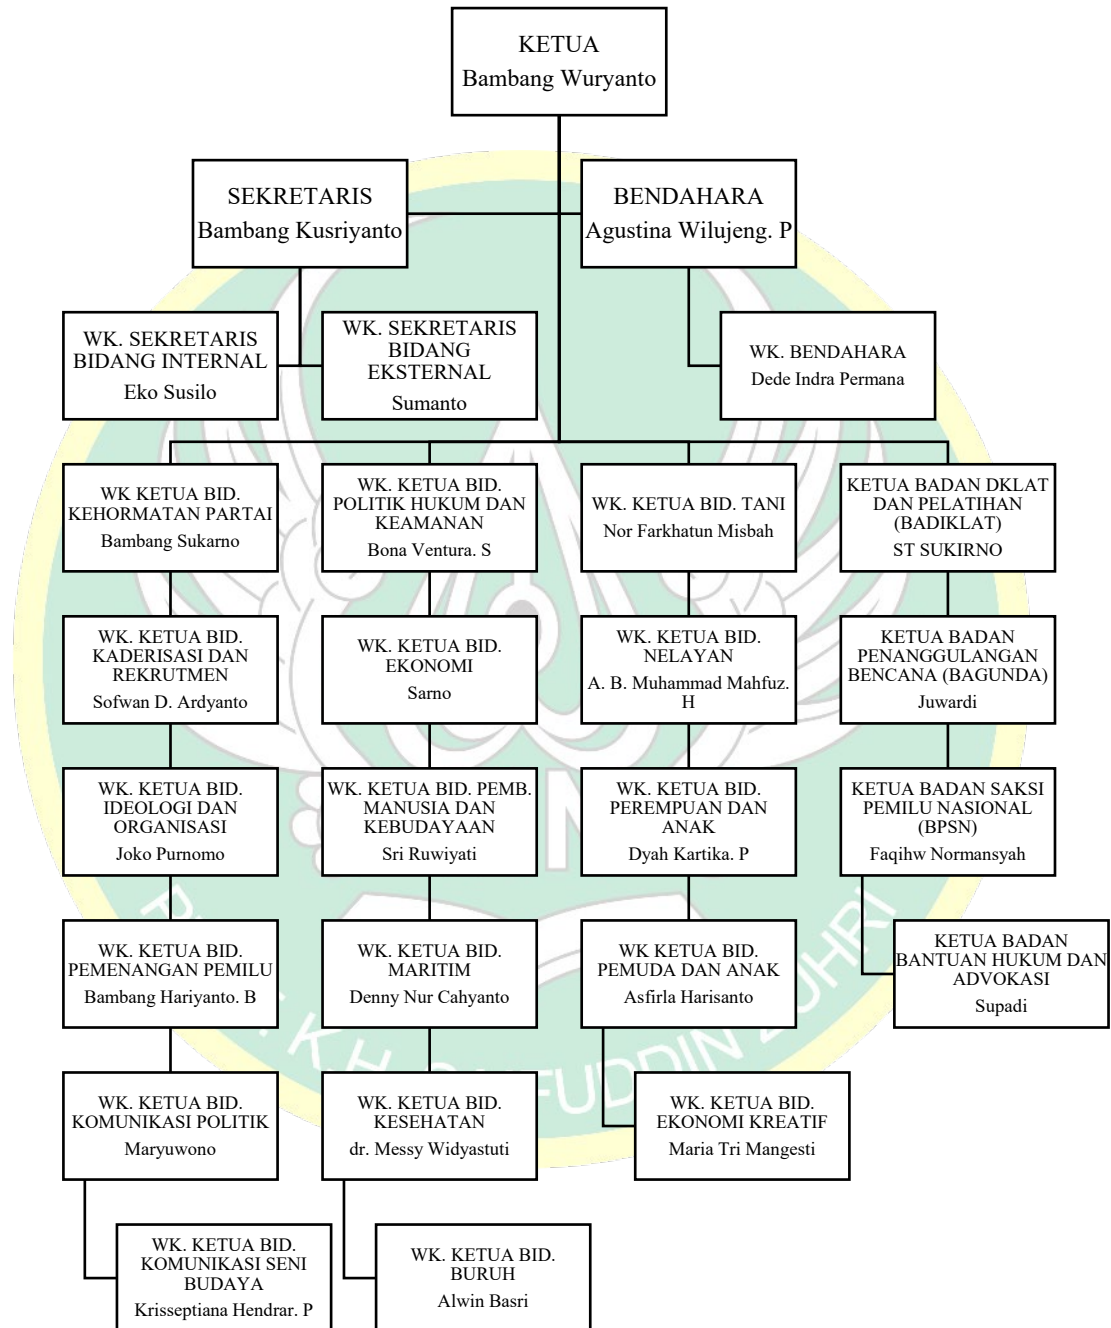 KETUA
Bambang Wuryanto
SEKRETARIS
Bambang Kusriyanto
BENDAHARA
Agustina Wilujeng. P
WK. SEKRETARIS
BIDANG INTERNAL
Eko Susilo
WK. SEKRETARIS
BIDANG
EKSTERNAL
Sumanto
WK. BENDAHARA
Dede Indra Permana
WK KETUA BID.
KEHORMATAN PARTAI
Bambang Sukarno
WK. KETUA BID.
POLITIK HUKUM DAN
KEAMANAN
Bona Ventura. S
WK. KETUA BID. TANI
Nor Farkhatun Misbah
KETUA BADAN DKLAT
DAN PELATIHAN
(BADIKLAT)
ST SUKIRNO
WK. KETUA BID.
KADERISASI DAN
REKRUTMEN
Sofwan D. Ardyanto
WK. KETUA BID.
EKONOMI
Sarno
WK. KETUA BID.
NELAYAN
A. B. Muhammad Mahfuz.
H
KETUA BADAN
PENANGGULANGAN
BENCANA (BAGUNDA)
Juwardi
WK. KETUA BID.
IDEOLOGI DAN
ORGANISASI
Joko Purnomo
WK. KETUA BID. PEMB.
MANUSIA DAN
KEBUDAYAAN
Sri Ruwiyati
WK. KETUA BID.
PEREMPUAN DAN
ANAK
Dyah Kartika. P
KETUA BADAN SAKSI
PEMILU NASIONAL
(BPSN)
Faqihw Normansyah
WK. KETUA BID.
PEMENANGAN PEMILU
Bambang Hariyanto. B
WK. KETUA BID.
MARITIM
Denny Nur Cahyanto
WK KETUA BID.
PEMUDA DAN ANAK
Asfirla Harisanto
KETUA BADAN
BANTUAN HUKUM DAN
ADVOKASI
Supadi
WK. KETUA BID.
KOMUNIKASI POLITIK
Maryuwono
WK. KETUA BID.
KESEHATAN
dr. Messy Widyastuti
WK. KETUA BID.
EKONOMI KREATIF
Maria Tri Mangesti
WK. KETUA BID.
KOMUNIKASI SENI
BUDAYA
Krisseptiana Hendrar. P
WK. KETUA BID.
BURUH
Alwin Basri